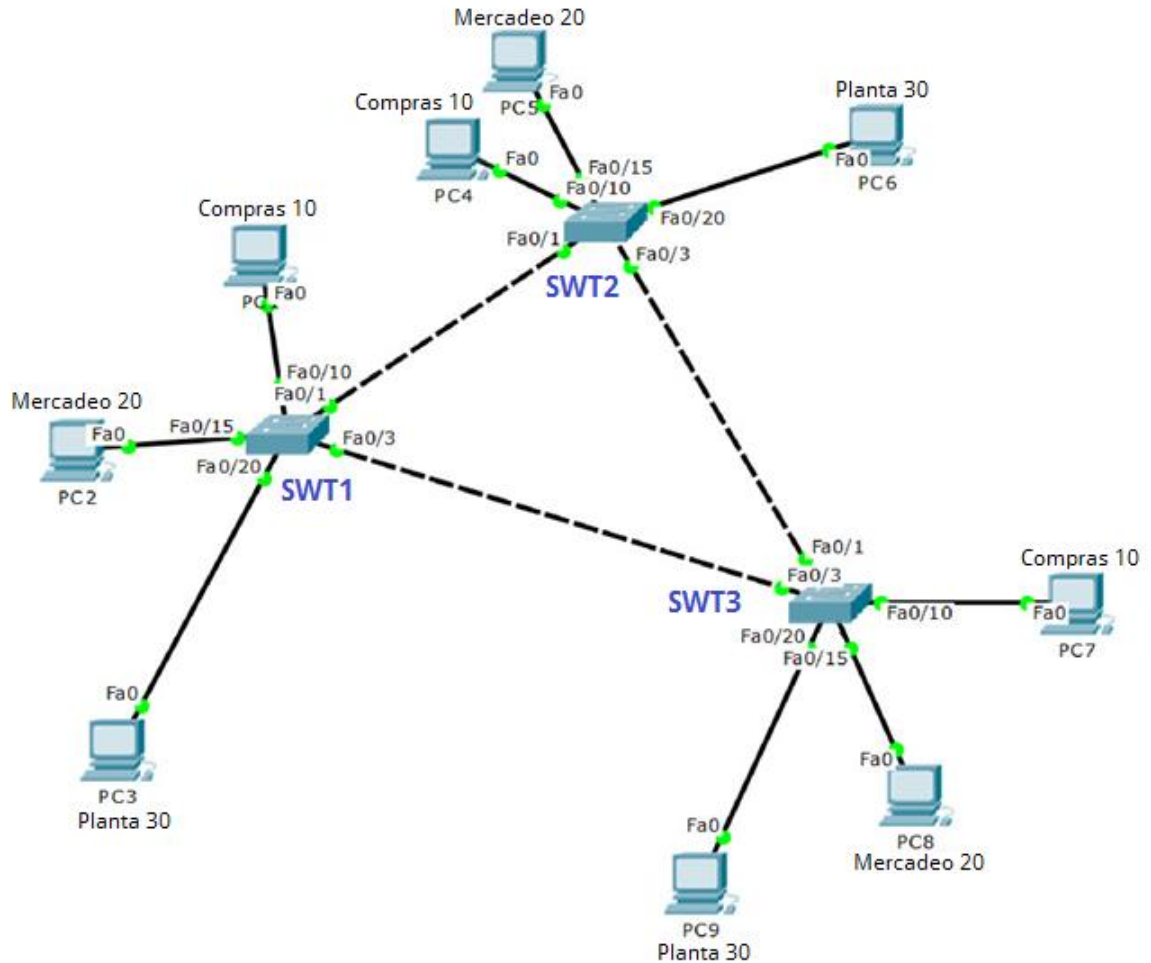 Mercadeo 20
Fa0
PC5
Compras 10
Fa0
PC4
Planta 30
Fa0
PC6
Fa0/15
Fa0/10
Fa0/20
Fa0/1
Fa0/3
SWT2
Compras 10
Fa0
Fa0/10
Fa0/1
Mercadeo 20
Fa0
PC2
Fa0/15
Fa0/3
Fa0/20
SWT1
Fa0
PC3
Planta 30
Fa0/1
Fa0/3
SWT3
Fa0/10
Compras 10
Fa0
PC7
Fa0/20
Fa0/15
Fa0
PC8
Mercadeo 20
Fa0
PC9
Planta 30